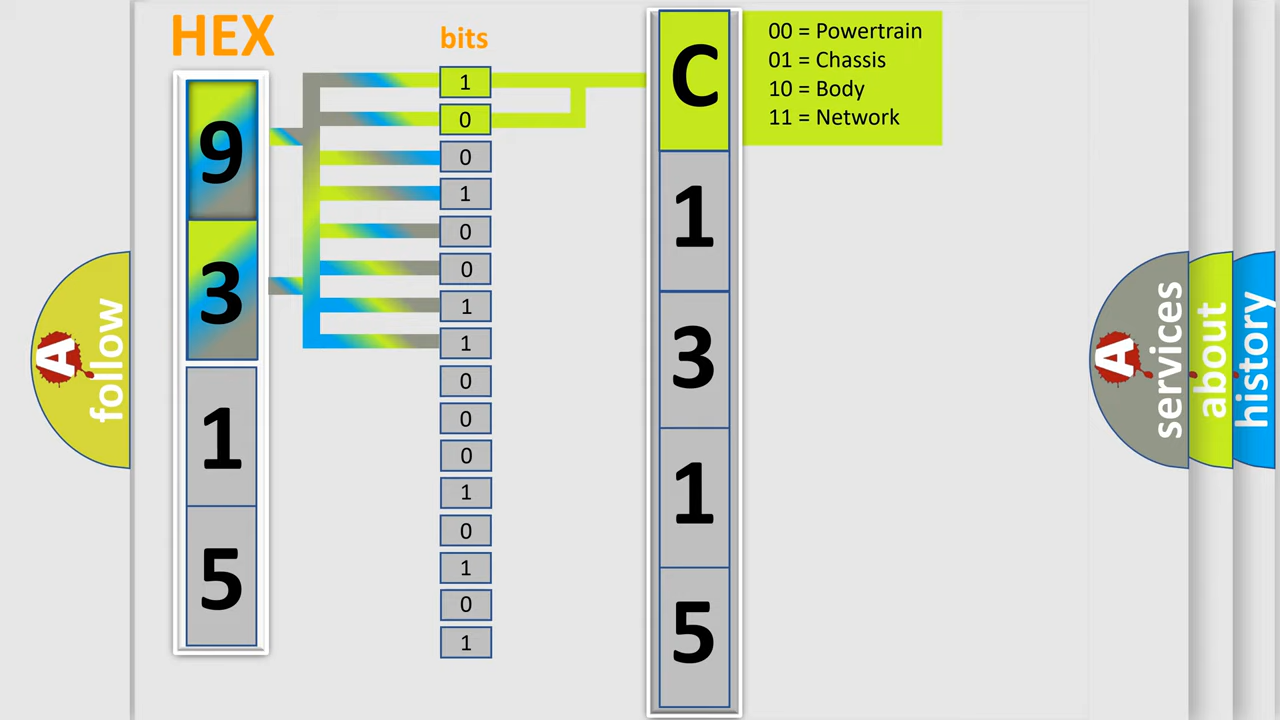 HEX
bits
9
3
1
5
1
0
0
1
0
0
1
1
0
0
0
1
0
1
0
1
C
1
3
1
5
00 = Powertrain
01 = Chassis
10 = Body
11 = Network
A
follow
A
services
about
history